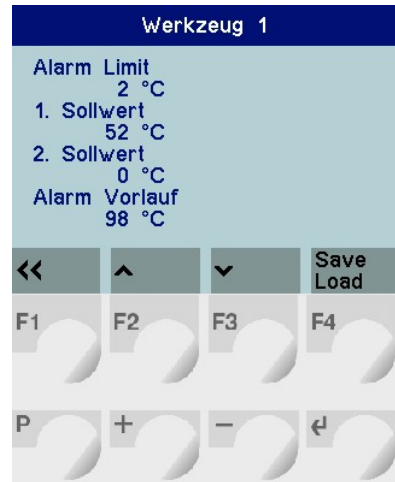 Werkzeug 1
Alarm Limit
2 °C
1. Sollwert
52 °C
2. Sollwert
0 °C
Alarm Vorlauf
98 °C
<< ^ v Save
Load
F1 F2 F3 F4
P + -